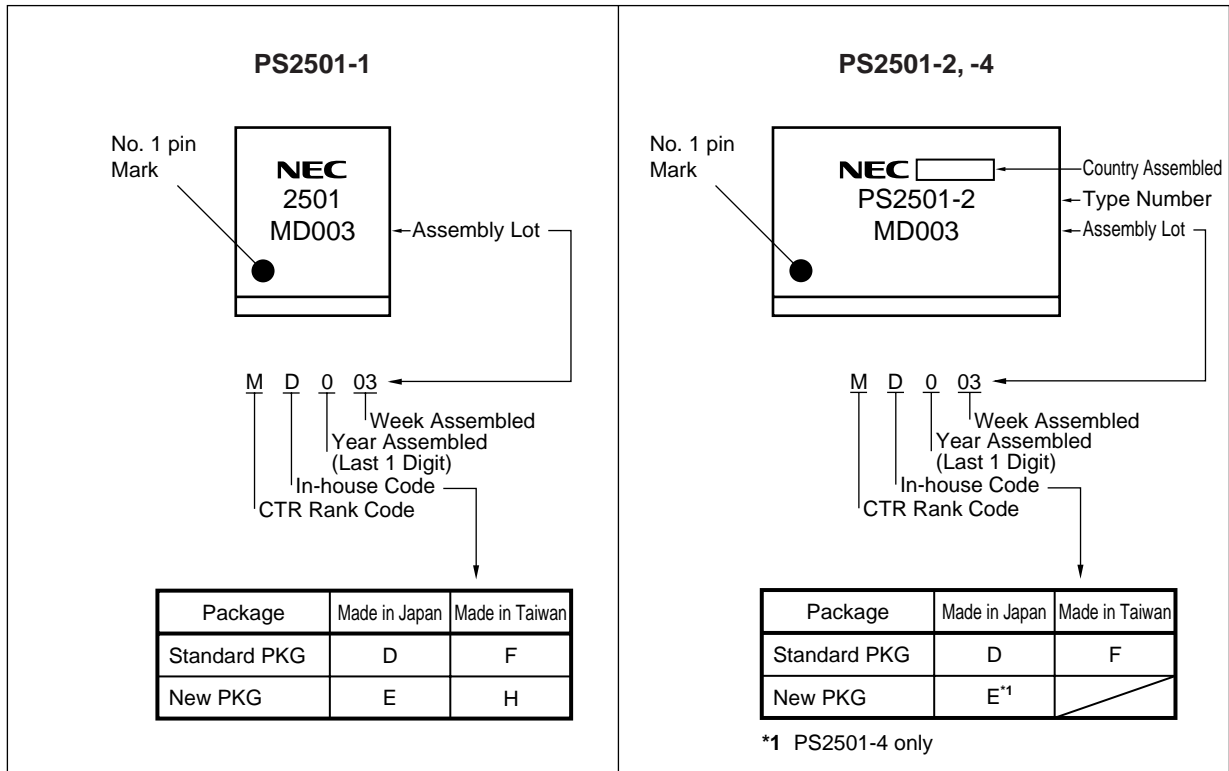 PS2501-1
No. 1 pin
Mark
NEC
2501
MD003
Assembly Lot
M D 0 03
Week Assembled
Year Assembled
(Last 1 Digit)
In-house Code
CTR Rank Code
Package Made in Japan Made in Taiwan
Standard PKG D F
New PKG E H
PS2501-2, -4
No. 1 pin
Mark
NEC
PS2501-2
MD003
Country Assembled
Type Number
Assembly Lot
M D 0 03
Week Assembled
Year Assembled
(Last 1 Digit)
In-house Code
CTR Rank Code
Package Made in Japan Made in Taiwan
Standard PKG D F
New PKG E*1
*1 PS2501-4 only